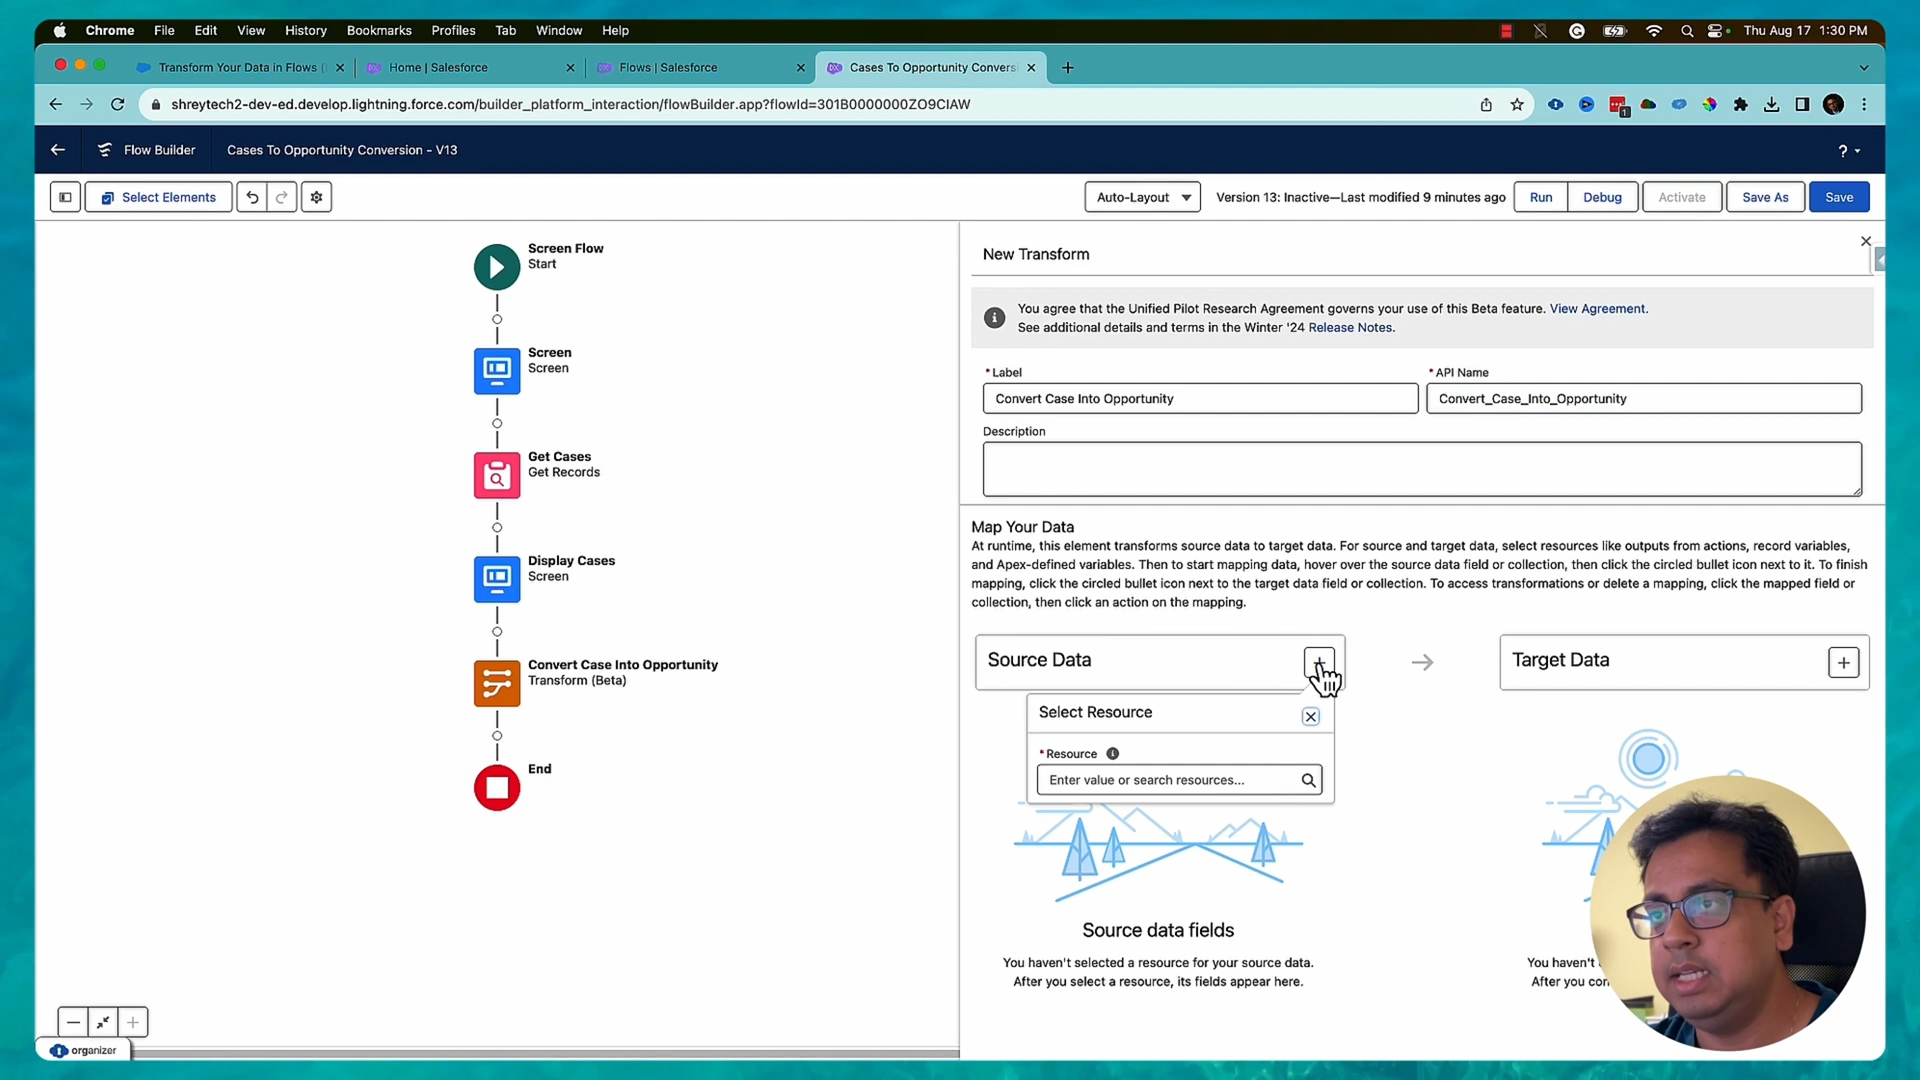 Chrome File Edit View History Bookmarks Profiles Tab Window Help Thu Aug 17 1:30 PM
Transform Your Data in Flows ( Home | Salesforce Flows | Salesforce Cases To Opportunity Convers
shreytech2-dev-ed.develop.lightning.force.com/builder_platform_interaction/flowBuilder.app?flowId=301B0000000ZO9CIAW
Flow Builder Cases To Opportunity Conversion - V13 ?
Select Elements Auto-Layout Version 13: Inactive—Last modified 9 minutes ago Run Debug Activate Save As Save
Screen Flow
Start
Screen
Screen
Get Cases
Get Records
Display Cases
Screen
Convert Case Into Opportunity
Transform (Beta)
End
organizer
New Transform
You agree that the Unified Pilot Research Agreement governs your use of this Beta feature. View Agreement.
See additional details and terms in the Winter '24 Release Notes.
* Label * API Name
Convert Case Into Opportunity Convert_Case_Into_Opportunity
Description
Map Your Data
At runtime, this element transforms source data to target data. For source and target data, select resources like outputs from actions, record variables,
and Apex-defined variables. Then to start mapping data, hover over the source data field or collection, then click the circled bullet icon next to it. To finish
mapping, click the circled bullet icon next to the target data field or collection. To access transformations or delete a mapping, click the mapped field or
collection, then click an action on the mapping.
Source Data Target Data
Select Resource
* Resource
Enter value or search resources...
Source data fields
You haven't selected a resource for your source data.
After you select a resource, its fields appear here.
You haven't
After you con